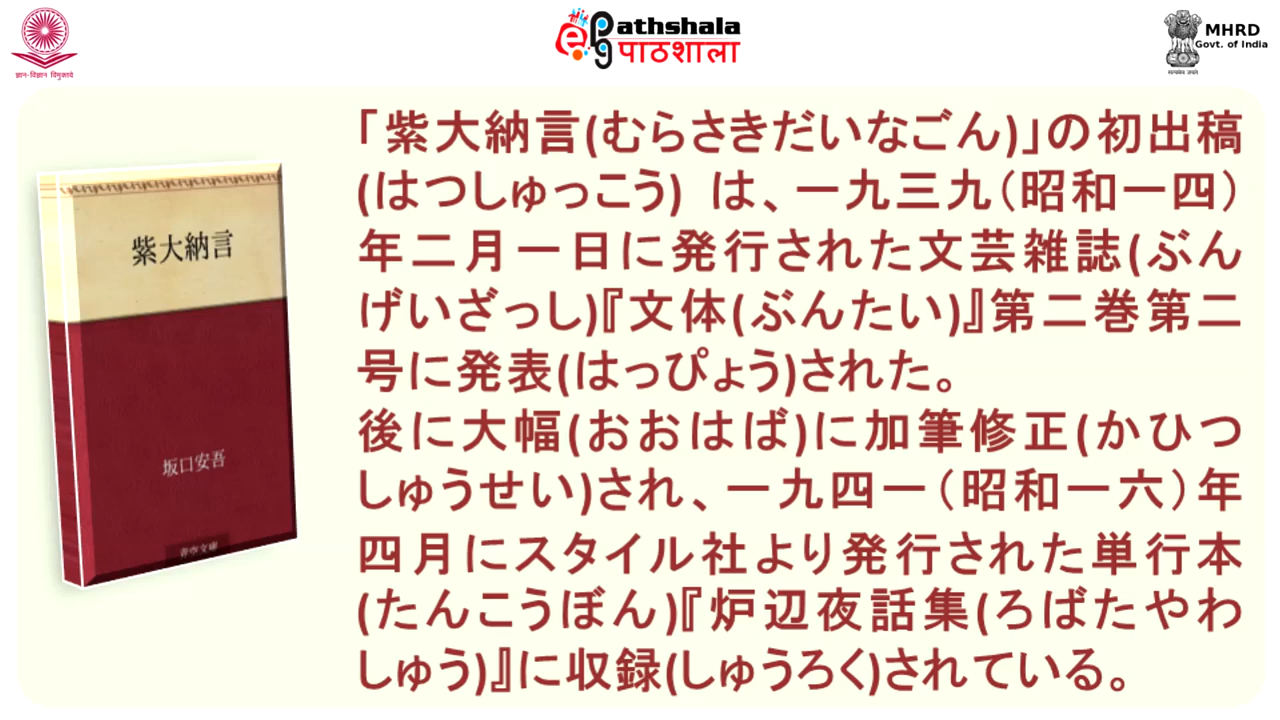 ज्ञान-विज्ञान विमुक्तये
ePg Pathshala
पाठशाला
सत्यमेव जयते
MHRD
Govt. of India
「紫大納言(むらさきだいなごん)」の初出稿
(はつしゅっこう) は、一九三九（昭和一四）
年二月一日に発行された文芸雑誌(ぶん
げいざっし)『文体(ぶんたい)』第二巻第二
号に発表(はっぴょう)された。
後に大幅(おおはば)に加筆修正(かひつ
しゅうせい)され、一九四一（昭和一六）年
四月にスタイル社より発行された単行本
(たんこうぼん)『炉辺夜話集(ろばたやわ
しゅう)』に収録(しゅうろく)されている。
紫大納言
坂口安吾
青空文庫